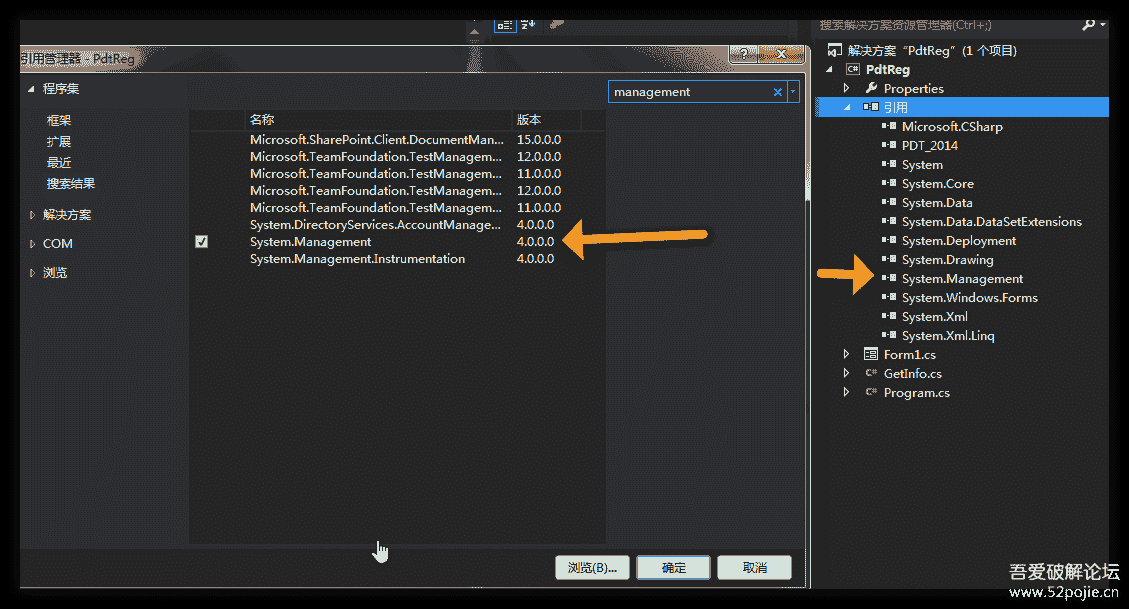 搜索解决方案资源管理器(Ctrl+;)
引用管理器 - PdtReg
?
程序集
框架
扩展
最近
搜索结果
解决方案
COM
浏览
management
名称 版本
Microsoft.SharePoint.Client.DocumentMan... 15.0.0.0
Microsoft.TeamFoundation.TestManagem... 12.0.0.0
Microsoft.TeamFoundation.TestManagem... 11.0.0.0
Microsoft.TeamFoundation.TestManagem... 12.0.0.0
Microsoft.TeamFoundation.TestManagem... 11.0.0.0
System.DirectoryServices.AccountManage... 4.0.0.0
System.Management 4.0.0.0
System.Management.Instrumentation 4.0.0.0
浏览(B)... 确定 取消
解决方案 “PdtReg” (1 个项目)
C# PdtReg
Properties
引用
Microsoft.CSharp
PDT_2014
System
System.Core
System.Data
System.Data.DataSetExtensions
System.Deployment
System.Drawing
System.Management
System.Windows.Forms
System.Xml
System.Xml.Linq
Form1.cs
C# GetInfo.cs
C# Program.cs
吾爱破解论坛
www.52pojie.cn